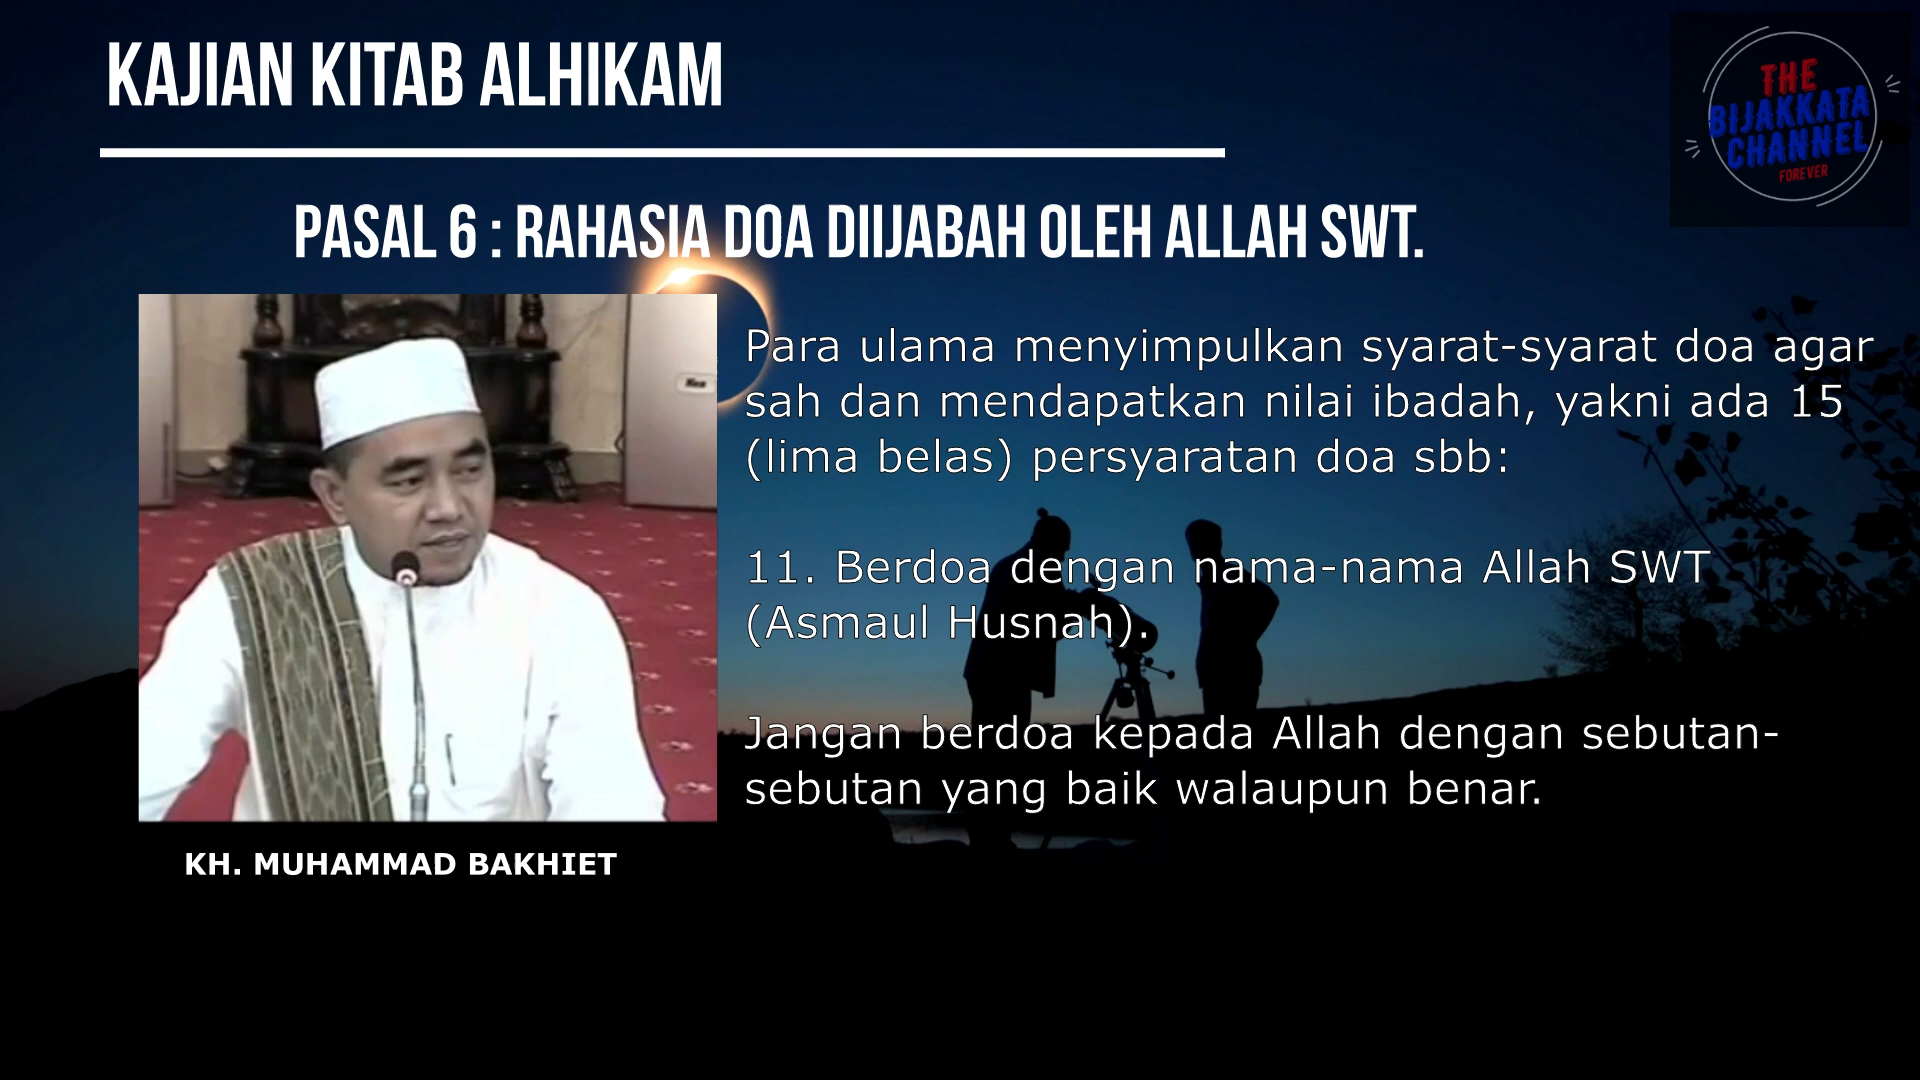 KAJIAN KITAB ALHIKAM
THE
BIJAKKATA
CHANNEL
FOREVER
PASAL 6 : RAHASIA DOA DIIJABAH OLEH ALLAH SWT.
Para ulama menyimpulkan syarat-syarat doa agar
sah dan mendapatkan nilai ibadah, yakni ada 15
(lima belas) persyaratan doa sbb:
11. Berdoa dengan nama-nama Allah SWT
(Asmaul Husnah).
Jangan berdoa kepada Allah dengan sebutan-
sebutan yang baik walaupun benar.
KH. MUHAMMAD BAKHIET